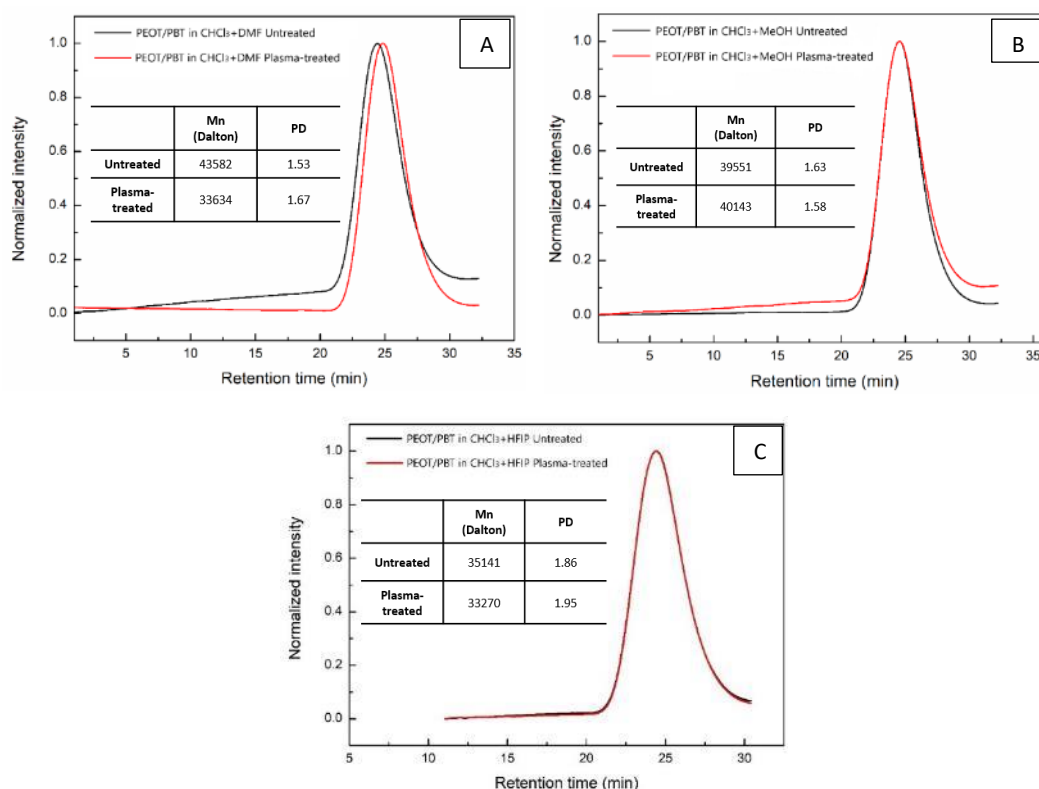 A
PEOT/PBT in CHCl₃+DMF Untreated
PEOT/PBT in CHCl₃+DMF Plasma-treated
Mn
(Dalton)
PD
Untreated 43582 1.53
Plasma-
treated
33634 1.67
Normalized intensity
1.0
0.8
0.6
0.4
0.2
0.0
5 10 15 20 25 30 35
Retention time (min)
B
PEOT/PBT in CHCl₃+MeOH Untreated
PEOT/PBT in CHCl₃+MeOH Plasma-treated
Mn
(Dalton)
PD
Untreated 39551 1.63
Plasma-
treated
40143 1.58
Normalized intensity
1.0
0.8
0.6
0.4
0.2
0.0
5 10 15 20 25 30 35
Retention time (min)
C
PEOT/PBT in CHCl₃+HFIP Untreated
PEOT/PBT in CHCl₃+HFIP Plasma-treated
Mn
(Dalton)
PD
Untreated 35141 1.86
Plasma-
treated
33270 1.95
Normalized intensity
1.0
0.8
0.6
0.4
0.2
0.0
5 10 15 20 25 30
Retention time (min)